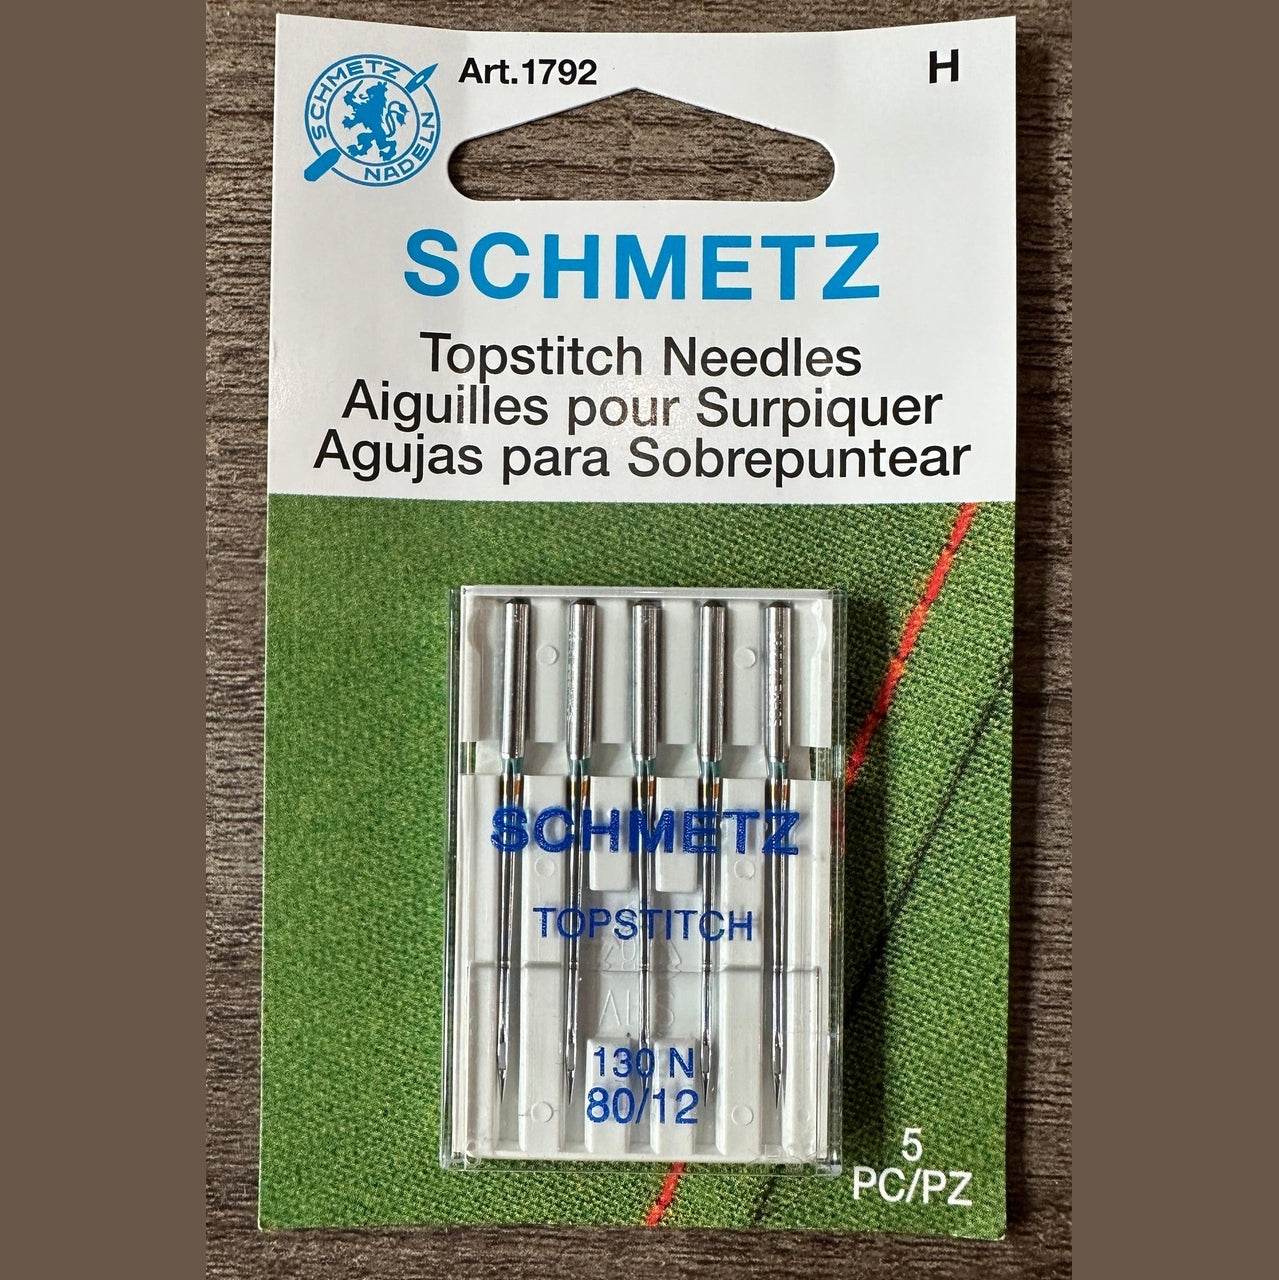 SCHMETZ
NADELN
Art.1792
H
SCHMETZ
Topstitch Needles
Aiguilles pour Surpiquer
Agujas para Sobrepuntear
SCHMETZ
TOPSTITCH
130 N
80/12
5
PC/PZ